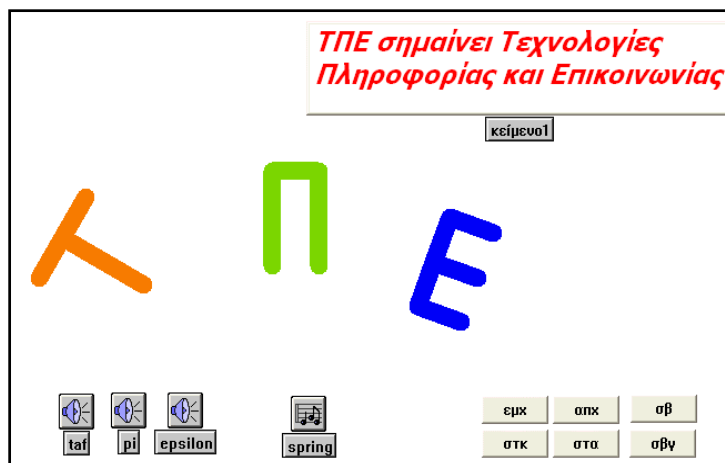 ΤΠΕ σημαίνει Τεχνολογίες
Πληροφορίας και Επικοινωνίας
κείμενο1
Τ Π Ε
taf pi epsilon spring
εμχ απχ σβ
στκ στα σβγ